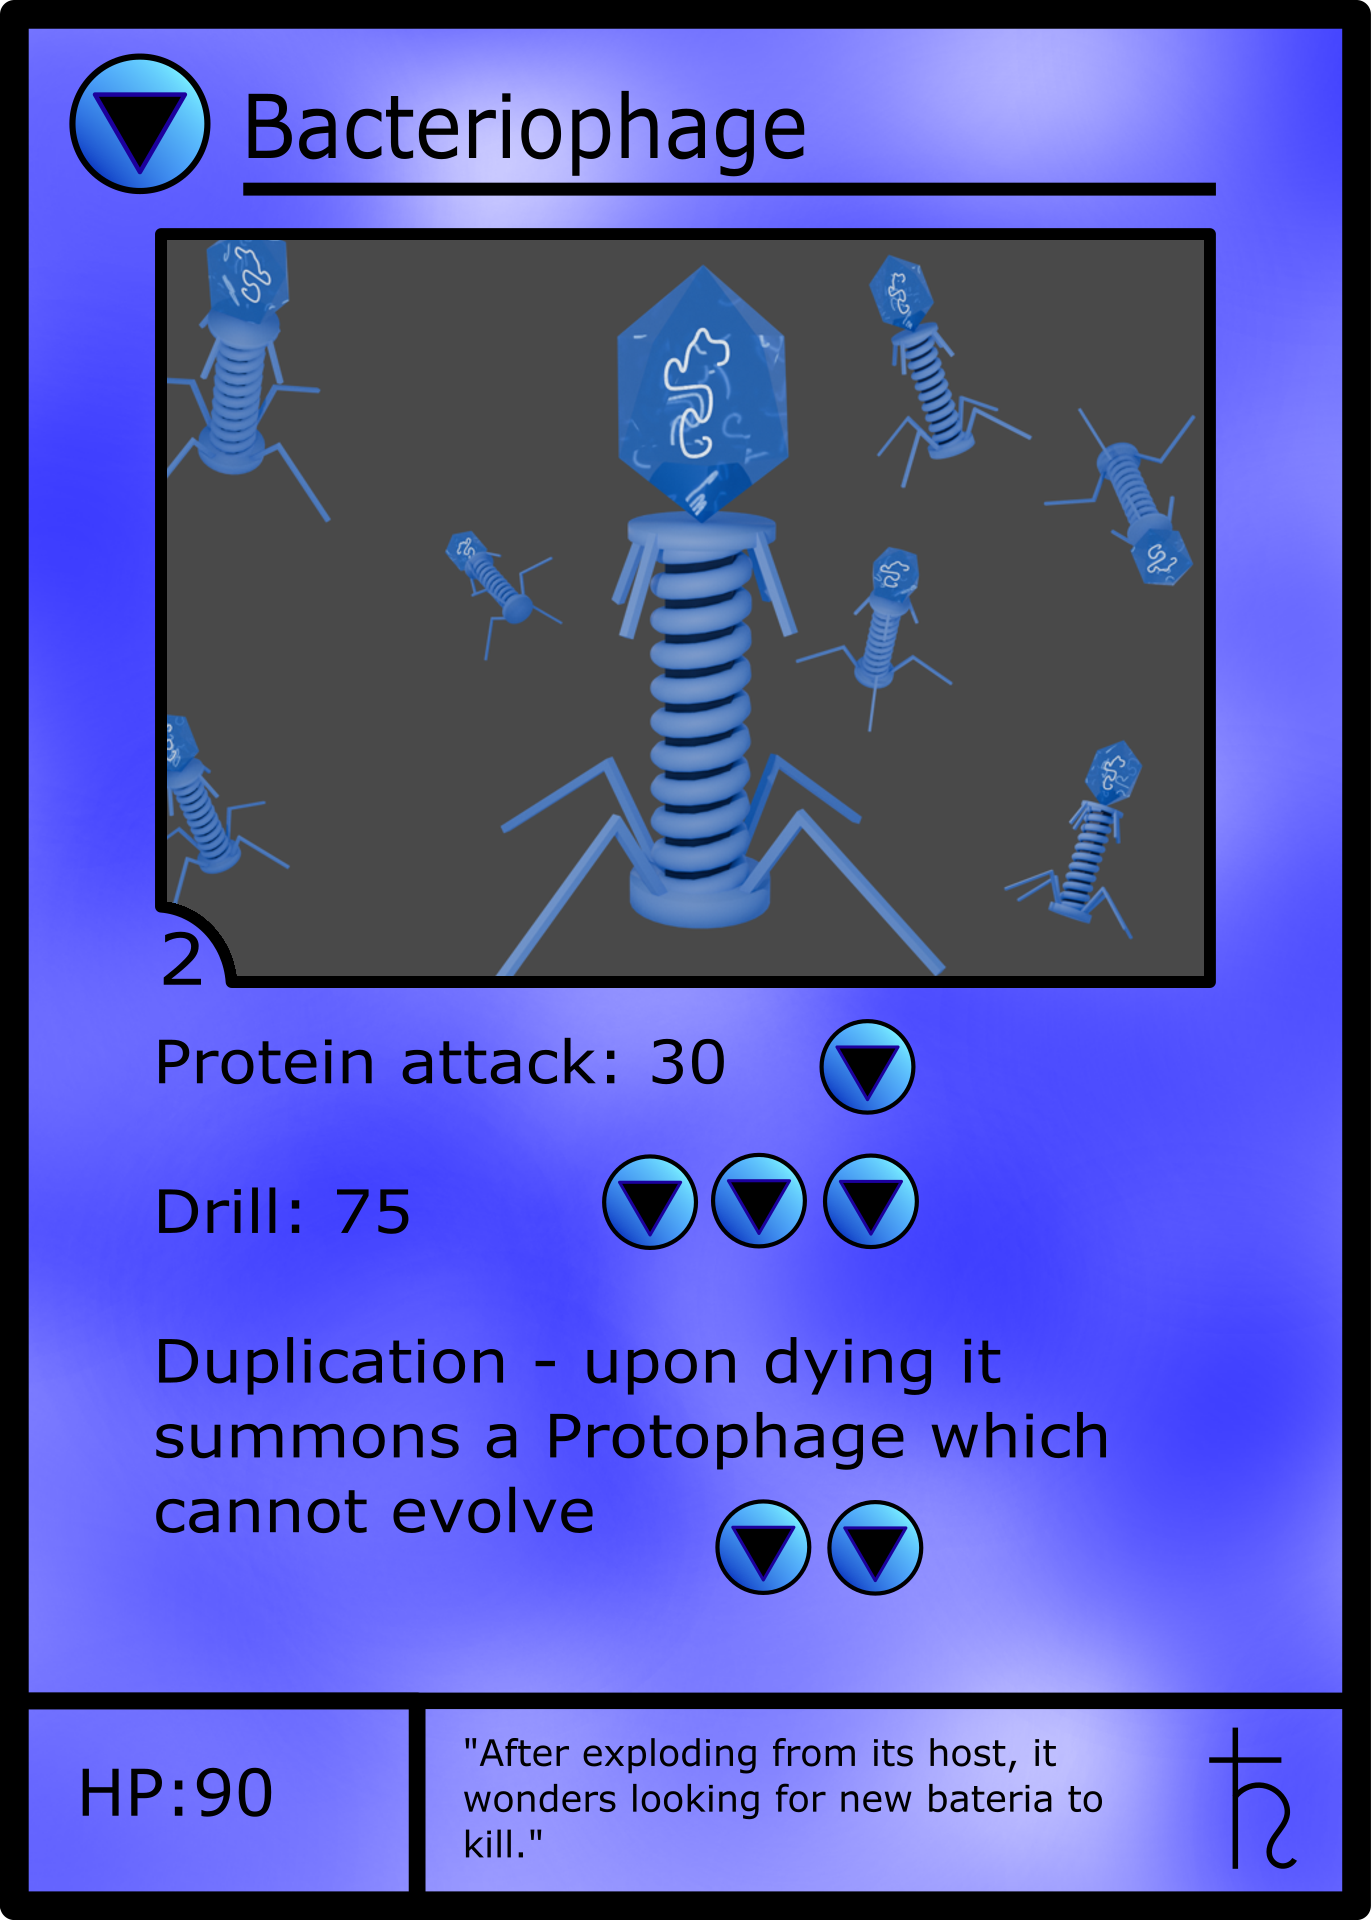 Bacteriophage
2
Protein attack: 30
Drill: 75
Duplication - upon dying it
summons a Protophage which
cannot evolve
HP:90
"After exploding from its host, it
wonders looking for new bateria to
kill."